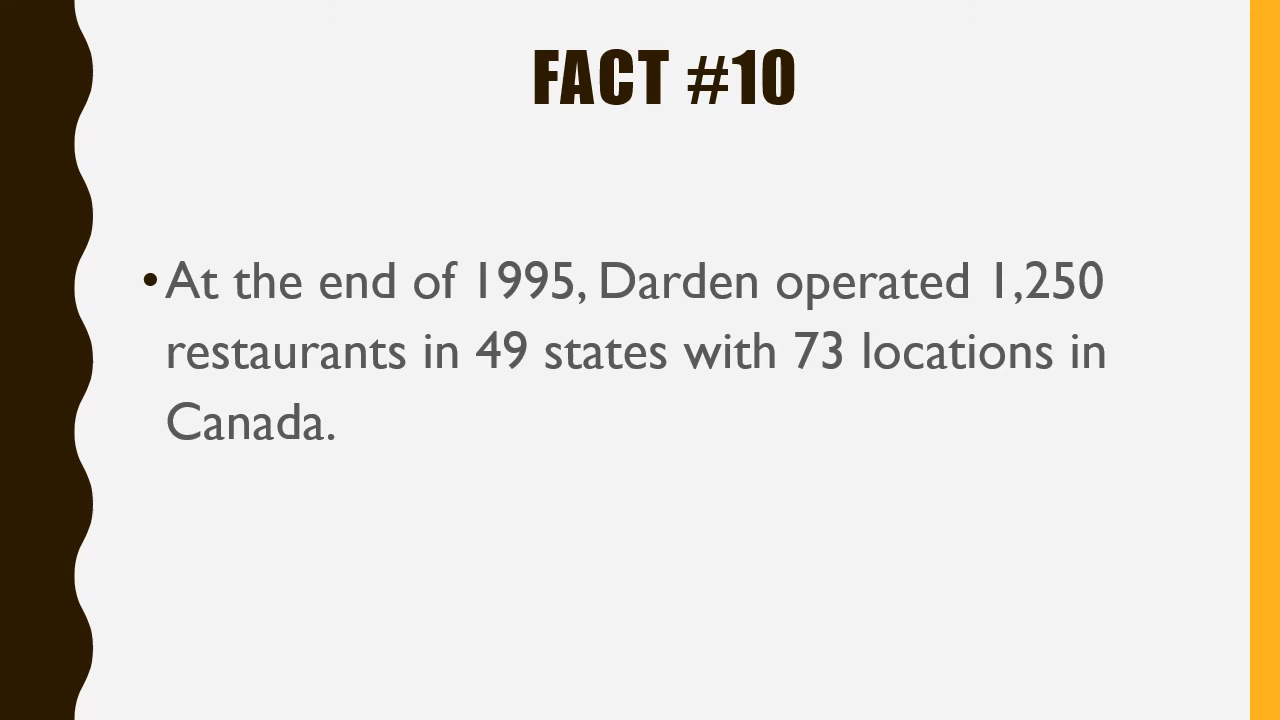 FACT #10
•At the end of 1995, Darden operated 1,250
restaurants in 49 states with 73 locations in
Canada.